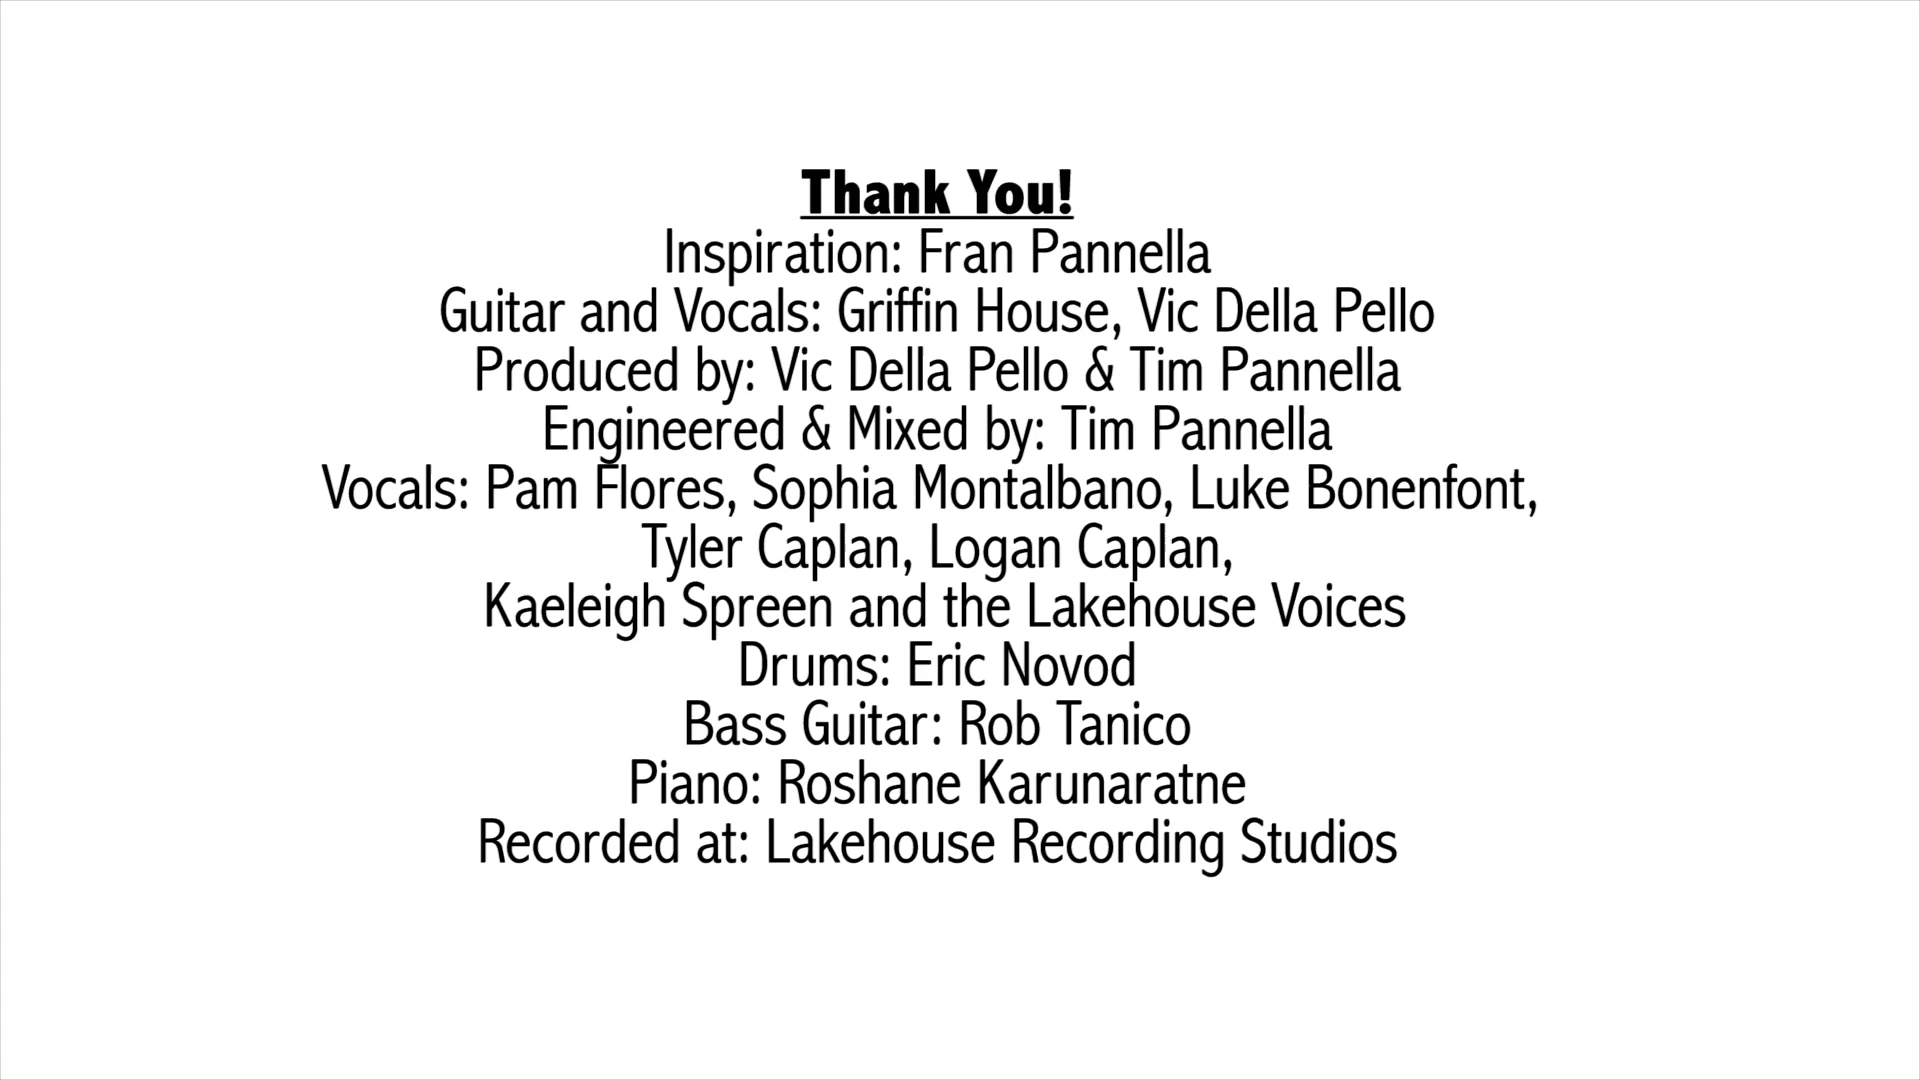 Thank You!
Inspiration: Fran Pannella
Guitar and Vocals: Griffin House, Vic Della Pello
Produced by: Vic Della Pello & Tim Pannella
Engineered & Mixed by: Tim Pannella
Vocals: Pam Flores, Sophia Montalbano, Luke Bonenfont,
Tyler Caplan, Logan Caplan,
Kaeleigh Spreen and the Lakehouse Voices
Drums: Eric Novod
Bass Guitar: Rob Tanico
Piano: Roshane Karunaratne
Recorded at: Lakehouse Recording Studios